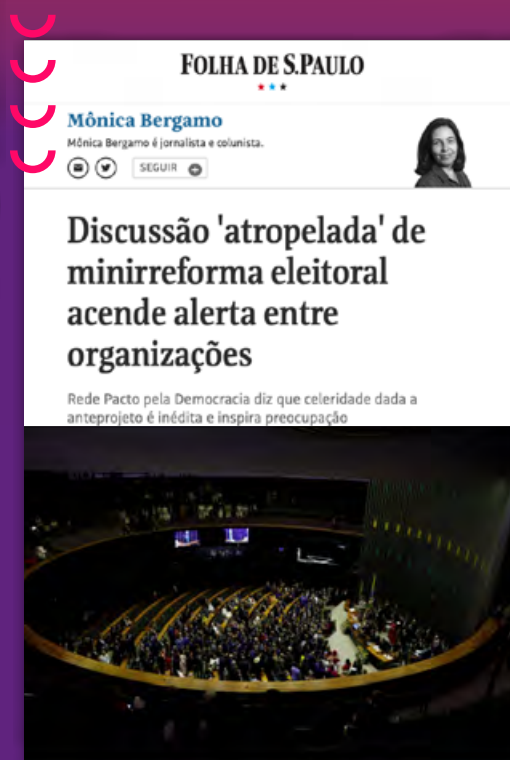 FOLHA DE S.PAULO
Mônica Bergamo
Mônica Bergamo é jornalista e colunista.
SEGUIR
Discussão 'atropelada' de
minirreforma eleitoral
acende alerta entre
organizações
Rede Pacto pela Democracia diz que celeridade dada a
anteprojeto é inédita e inspira preocupação